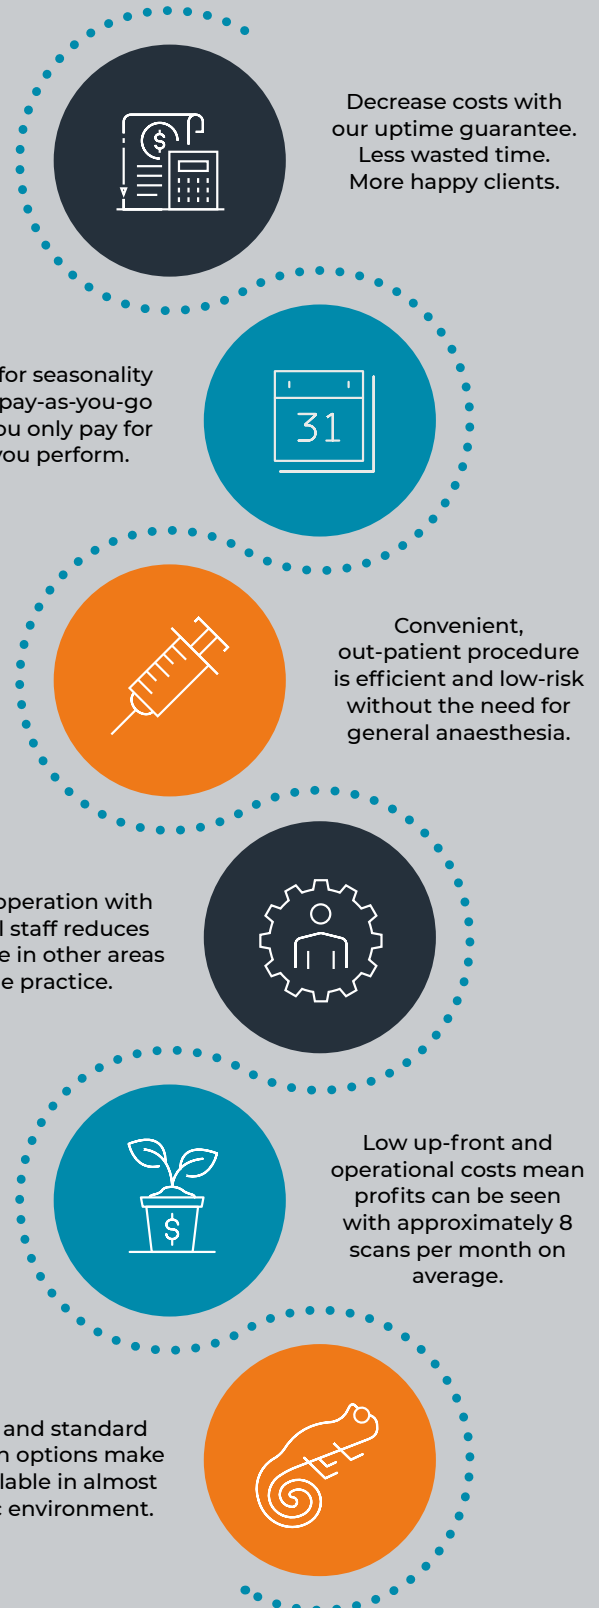 $
Decrease costs with
our uptime guarantee.
Less wasted time.
More happy clients.
for seasonality
pay-as-you-go
only pay for
you perform.
31
Convenient,
out-patient procedure
is efficient and low-risk
without the need for
general anaesthesia.
operation with
staff reduces
in other areas
practice.
Low up-front and
operational costs mean
profits can be seen
with approximately 8
scans per month on
average.
$
and standard
options make
in almost
environment.